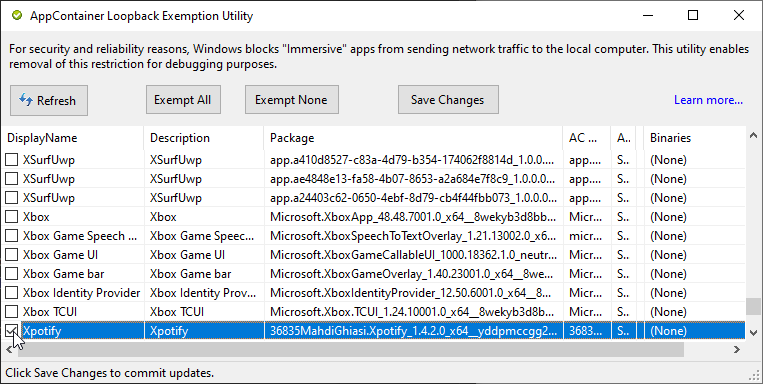 AppContainer Loopback Exemption Utility
For security and reliability reasons, Windows blocks "Immersive" apps from sending network traffic to the local computer. This utility enables
removal of this restriction for debugging purposes.
Refresh Exempt All Exempt None Save Changes Learn more...
DisplayName Description Package AC ... A.. Binaries
XSurfUwp XSurfUwp app.a410d8527-c83a-4d79-b354-174062f8814d_1.0.0.... app.... S.. (None)
XSurfUwp XSurfUwp app.ae4848e13-fa58-4b07-8653-a2a684e7f8c9_1.0.0.... app.... S.. (None)
XSurfUwp XSurfUwp app.a24403c62-0650-4ebf-8d79-cb4f44fbb073_1.0.0.... app.... S.. (None)
Xbox Xbox Microsoft.XboxApp_48.48.7001.0_x64__8wekyb3d8bb... Micr... S.. (None)
Xbox Game Speech ... Xbox Game Speec... Microsoft.XboxSpeechToTextOverlay_1.21.13002.0_x6... micr... S.. (None)
Xbox Game UI Xbox Game UI Microsoft.XboxGameCallableUI_1000.18362.1.0_neutr... Micr... S.. (None)
Xbox Game bar Xbox Game bar Microsoft.XboxGameOverlay_1.40.23001.0_x64__8we... Micr... S.. (None)
Xbox Identity Provider Xbox Identity Prov... Microsoft.XboxIdentityProvider_12.50.6001.0_x64__8... Micr... S.. (None)
Xbox TCUI Xbox TCUI Microsoft.Xbox.TCUI_1.24.10001.0_x64__8wekyb3d8b... Micr... S.. (None)
Xpotify Xpotify 36835MahdiGhiasi.Xpotify_1.4.2.0_x64__yddpmccgg2... 3683... S.. (None)
Click Save Changes to commit updates.